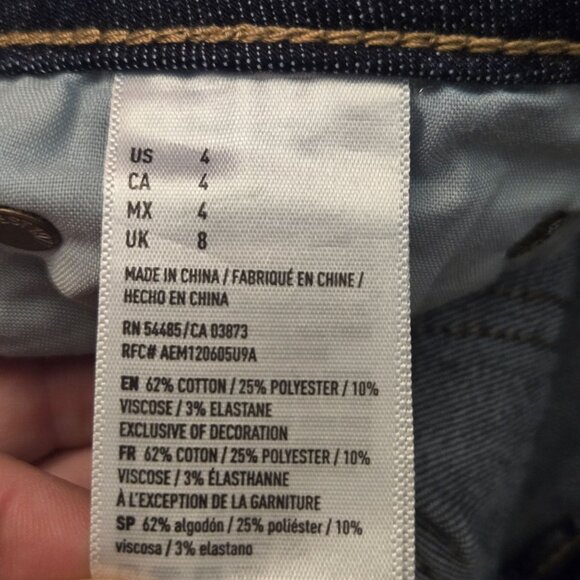 US 4
CA 4
MX 4
UK 8
MADE IN CHINA / FABRIQUÉ EN CHINE /
HECHO EN CHINA
RN 54485/CA 03873
RFC# AEM120605U9A
EN 62% COTTON / 25% POLYESTER / 10%
VISCOSE / 3% ELASTANE
EXCLUSIVE OF DECORATION
FR 62% COTON / 25% POLYESTER / 10%
VISCOSE / 3% ÉLASTHANNE
À L'EXCEPTION DE LA GARNITURE
SP 62% algodón / 25% poliéster / 10%
viscosa / 3% elastano